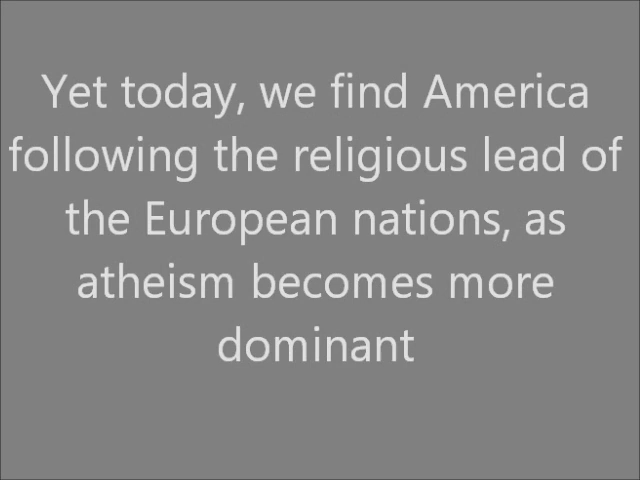 Yet today, we find America
following the religious lead of
the European nations, as
atheism becomes more
dominant